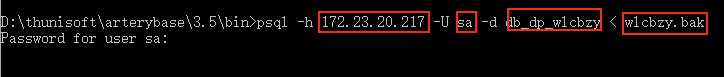 D:\thunisoft\arterybase\3.5\bin>psql -h 172.23.20.217 -U sa -d db_dp_wlcbzy < wlcbzy.bak
Password for user sa: